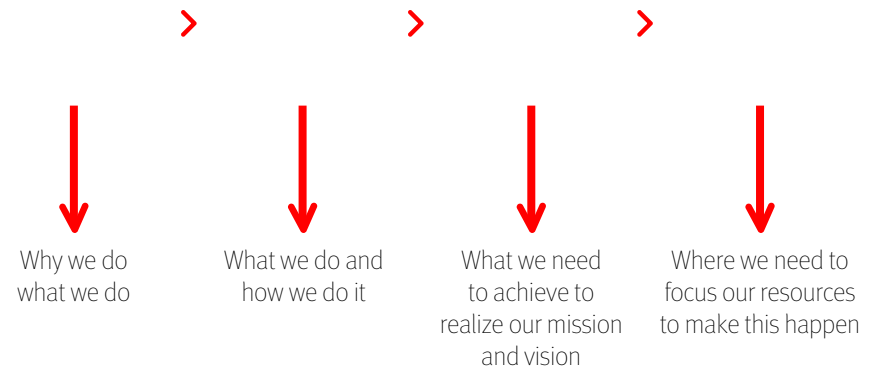 Why we do
what we do
What we do and
how we do it
What we need
to achieve to
realize our mission
and vision
Where we need to
focus our resources
to make this happen